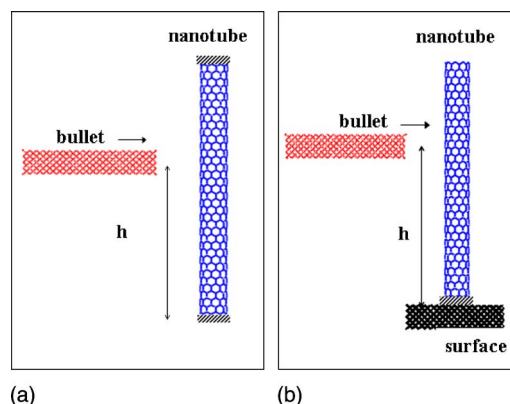 nanotube
bullet
h
(a)
nanotube
bullet
h
surface
(b)